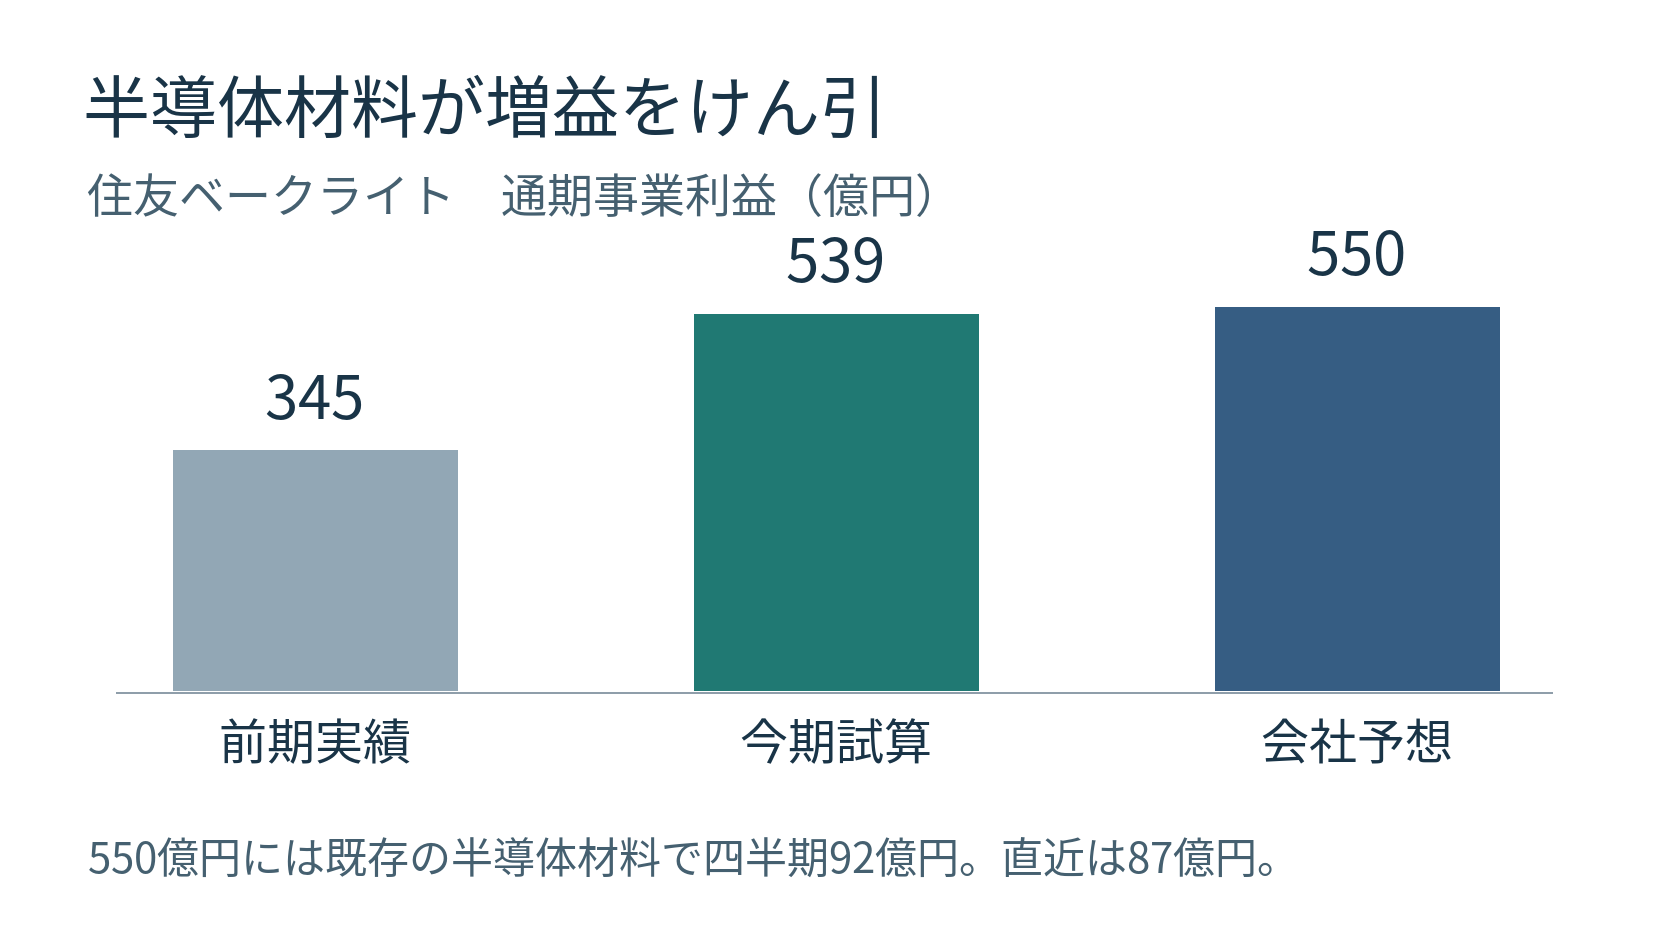 半導体材料が増益をけん引
住友ベークライト　通期事業利益（億円）
345
539
550
前期実績
今期試算
会社予想
550億円には既存の半導体材料で四半期92億円。直近は87億円。